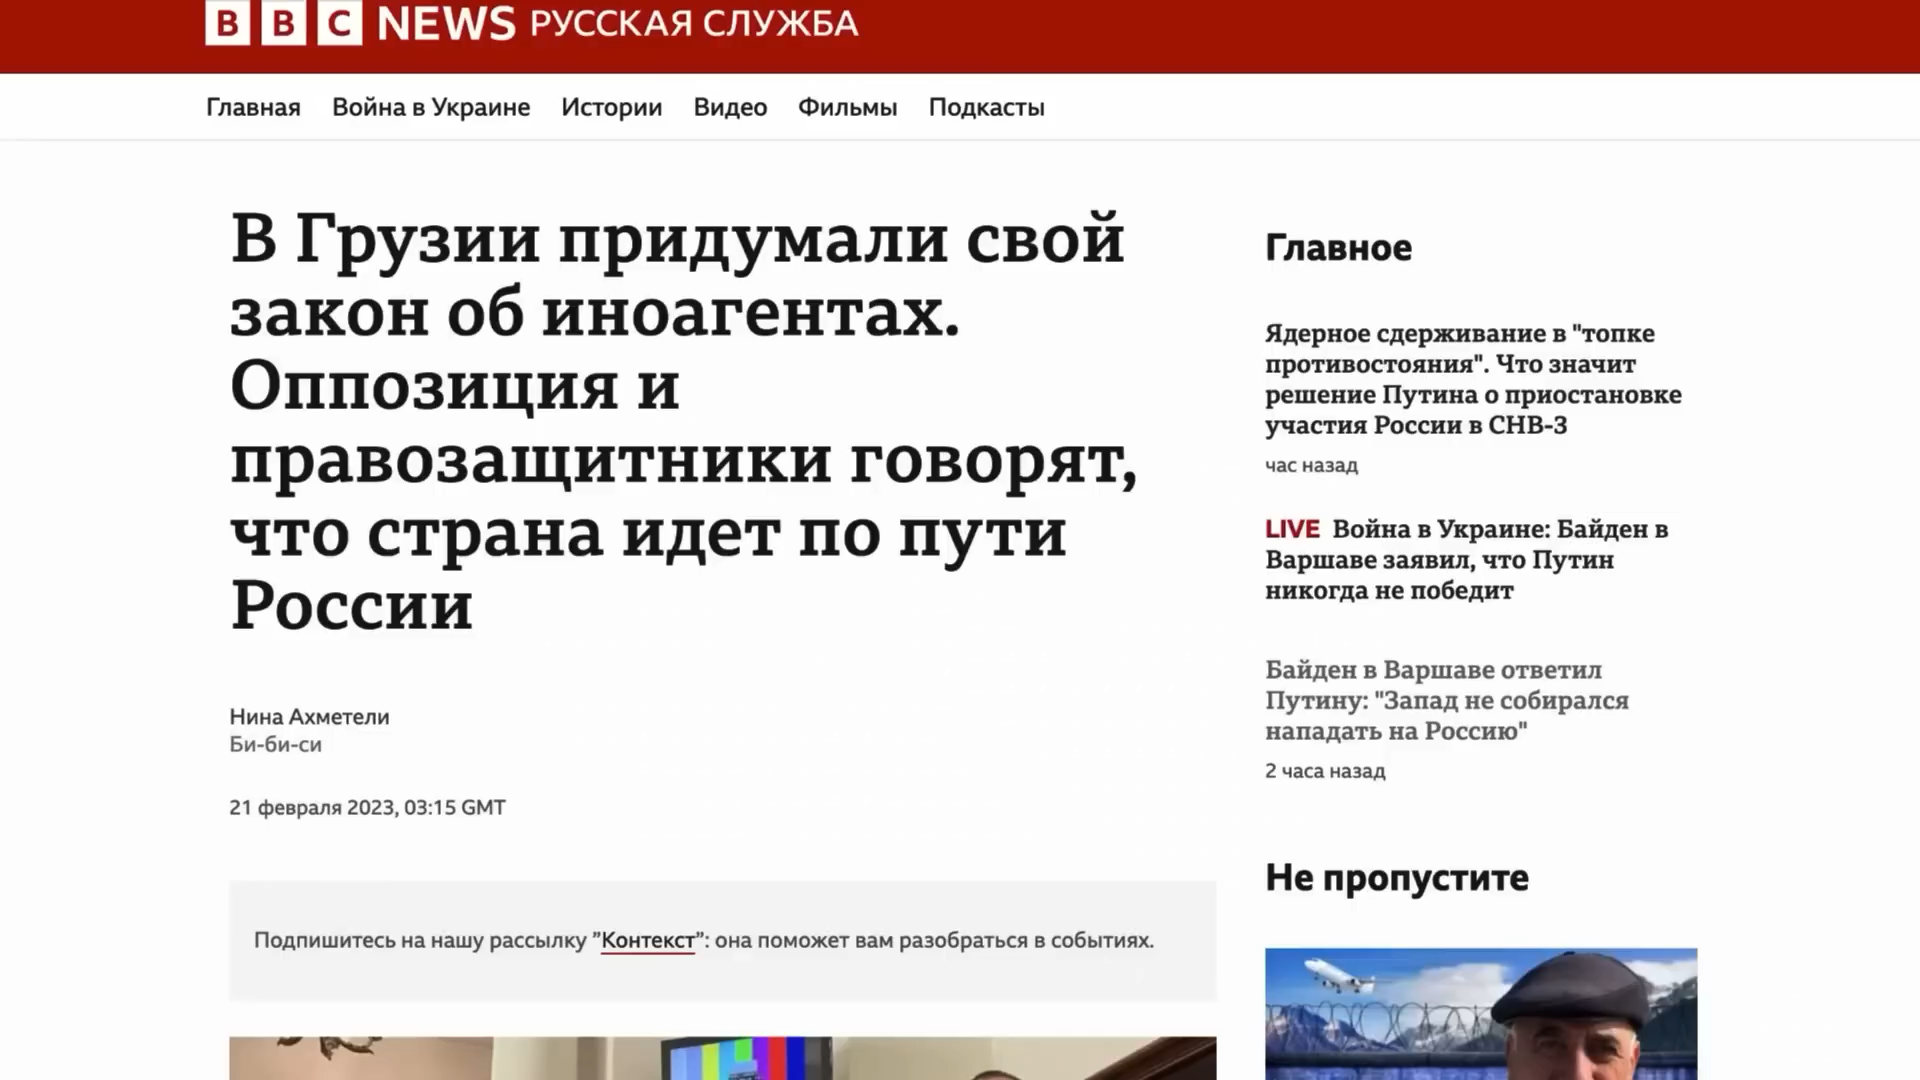 BBC NEWS РУССКАЯ СЛУЖБА
Главная Война в Украине Истории Видео Фильмы Подкасты
В Грузии придумали свой
закон об иноагентах.
Оппозиция и
правозащитники говорят,
что страна идет по пути
России
Нина Ахметели
Би-би-си
21 февраля 2023, 03:15 GMT
Подпишитесь на нашу рассылку ”Контекст”: она поможет вам разобраться в событиях.
Главное
Ядерное сдерживание в "топке
противостояния". Что значит
решение Путина о приостановке
участия России в СНВ-3
час назад
LIVE Война в Украине: Байден в
Варшаве заявил, что Путин
никогда не победит
Байден в Варшаве ответил
Путину: "Запад не собирался
нападать на Россию"
2 часа назад
Не пропустите